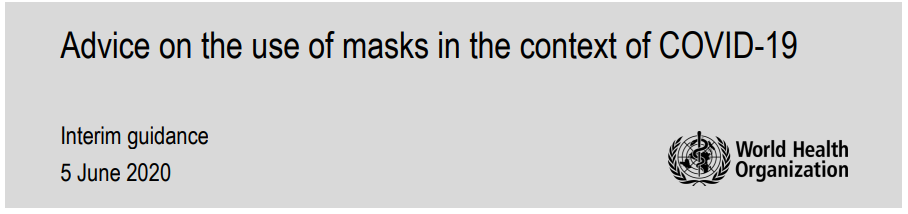 Advice on the use of masks in the context of COVID-19
Interim guidance
5 June 2020
World Health
Organization